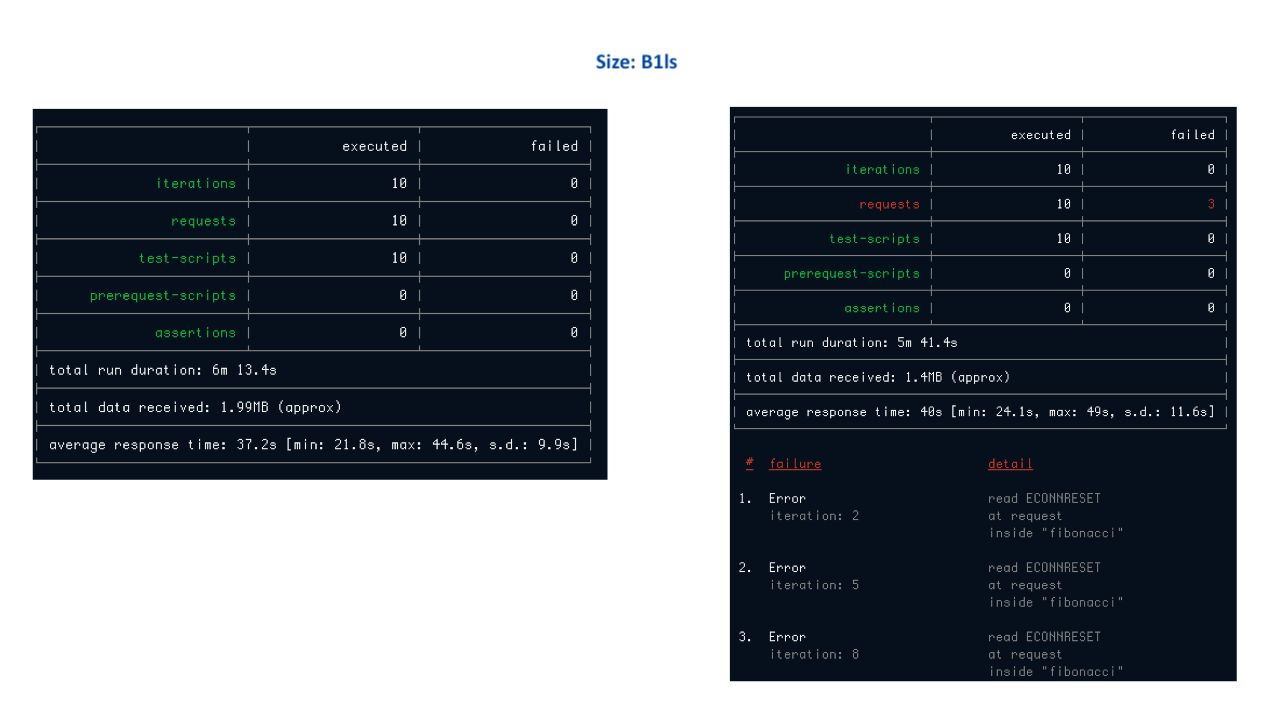 Size: B1ls
executed failed
iterations 10 0
requests 10 0
test-scripts 10 0
prerequest-scripts 0 0
assertions 0 0
total run duration: 6m 13.4s
total data received: 1.99MB (approx)
average response time: 37.2s [min: 21.8s, max: 44.6s, s.d.: 9.9s]
executed failed
iterations 10 0
requests 10 3
test-scripts 10 0
prerequest-scripts 0 0
assertions 0 0
total run duration: 5m 41.4s
total data received: 1.4MB (approx)
average response time: 40s [min: 24.1s, max: 49s, s.d.: 11.6s]
# failure detail
1. Error read ECONNRESET
iteration: 2 at request
inside "fibonacci"
2. Error read ECONNRESET
iteration: 5 at request
inside "fibonacci"
3. Error read ECONNRESET
iteration: 8 at request
inside "fibonacci"